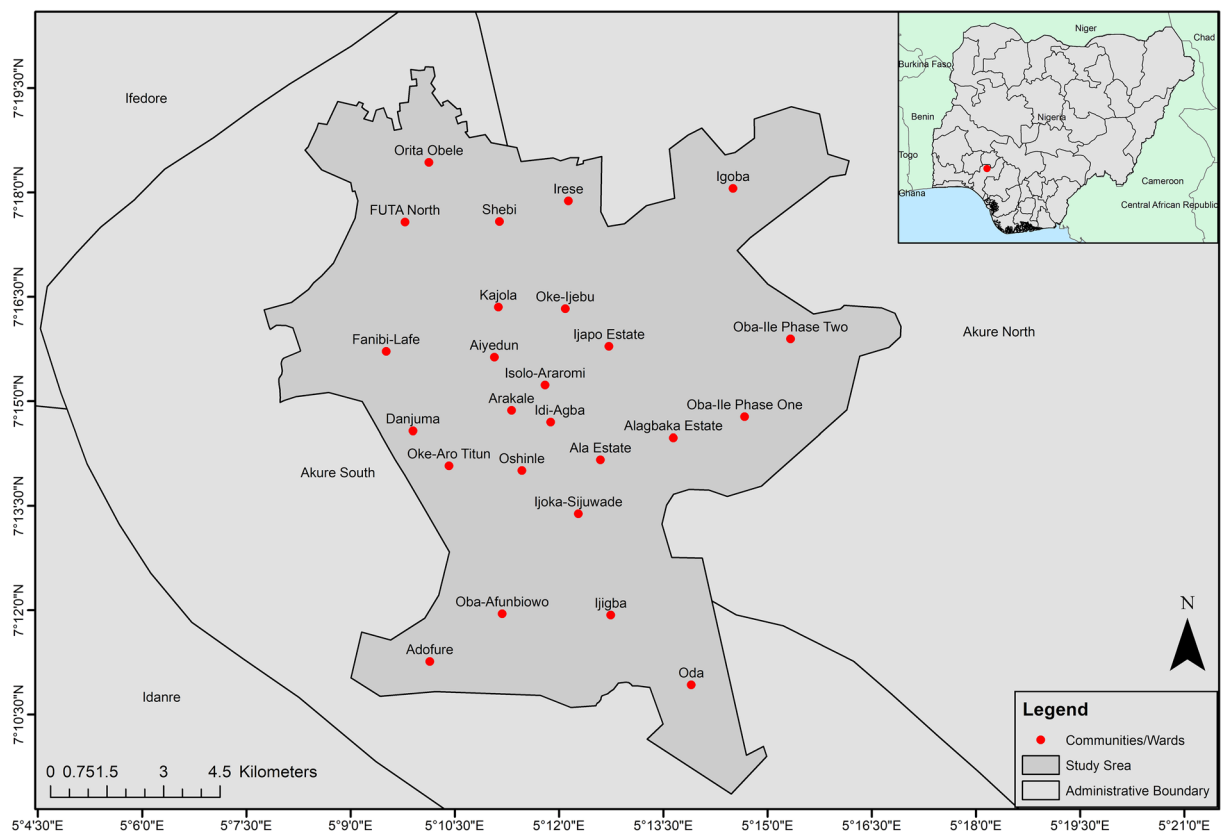 Niger
Chad
Burkina Faso
Benin
Nigeria
Togo
Ghana
Cameroon
Central African Republic
Ifedore
Orita Obele
Irese
Igoba
FUTA North
Shebi
Kajola
Oke-Ijebu
Oba-Ile Phase Two
Akure North
Ijapo Estate
Fanibi-Lafe
Aiyedun
Isolo-Araromi
Arakale
Idi-Agba
Oba-Ile Phase One
Danjuma
Alagbaka Estate
Oke-Aro Titun
Oshinle
Ala Estate
Akure South
Ijoka-Sijuwade
Oba-Afunbiowo
Ijigba
Adofure
Oda
Idanre
N
Legend
Communities/Wards
Study Srea
Administrative Boundary
0 0.75 1.5 3 4.5 Kilometers
7°19'30"N
7°18'0"N
7°16'30"N
7°15'0"N
7°13'30"N
7°12'0"N
7°10'30"N
5°4'30"E 5°6'0"E 5°7'30"E 5°9'0"E 5°10'30"E 5°12'0"E 5°13'30"E 5°15'0"E 5°16'30"E 5°18'0"E 5°19'30"E 5°21'0"E